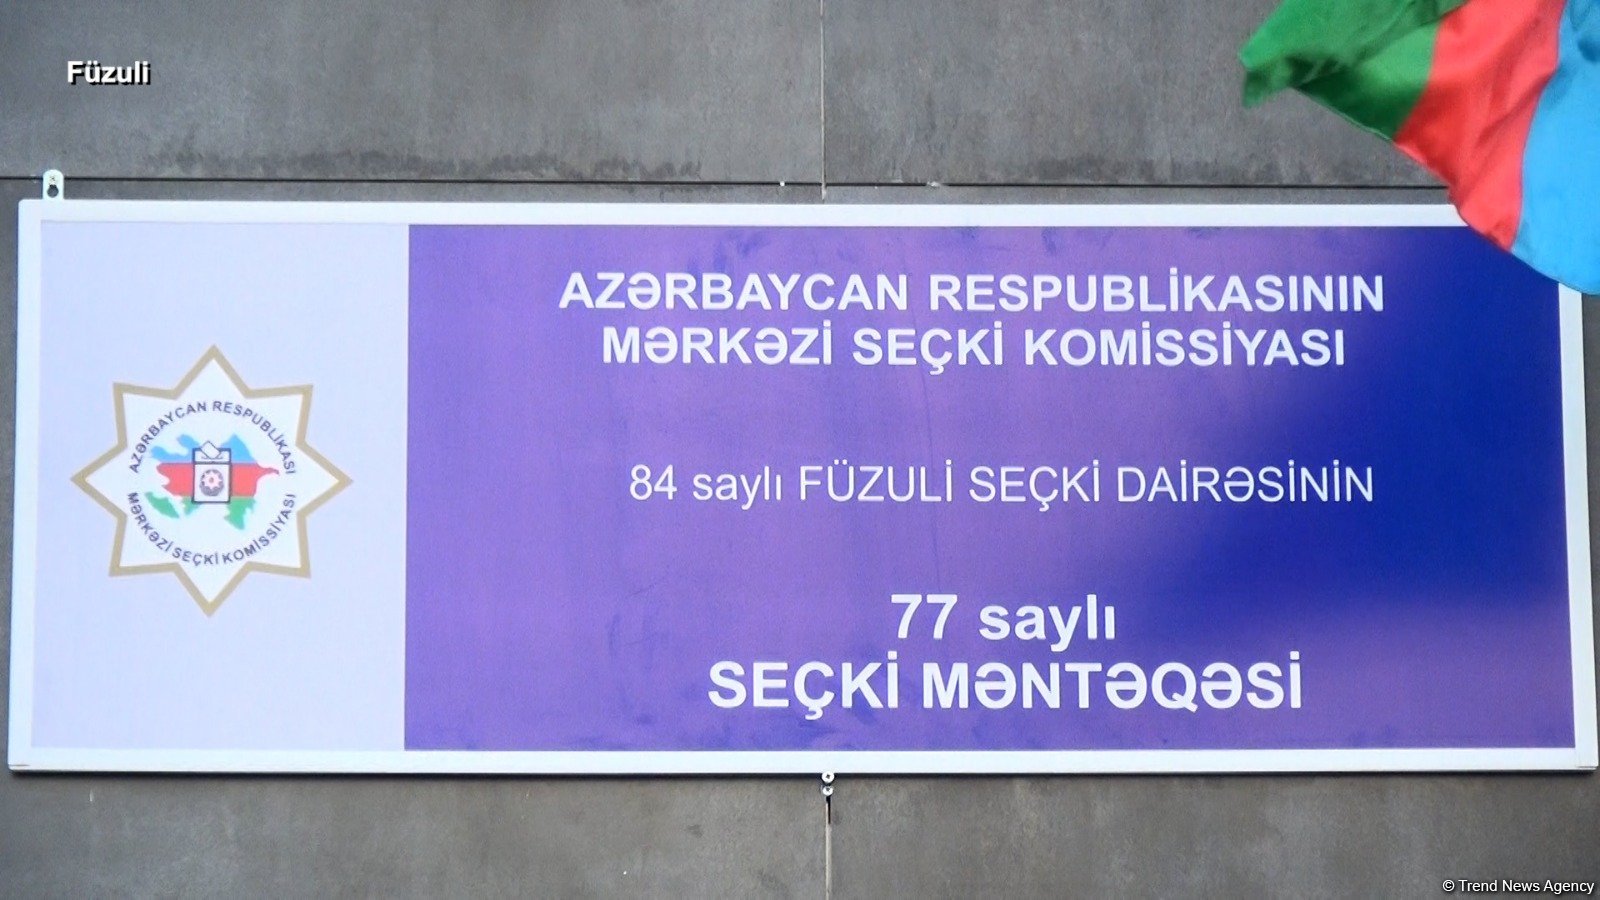 Füzuli
AZƏRBAYCAN RESPUBLİKASININ
MƏRKƏZİ SEÇKİ KOMİSSİYASI
AZƏRBAYCAN RESPUBLİKASI
MƏRKƏZİ SEÇKİ KOMİSSİYASI
84 saylı FÜZULİ SEÇKİ DAİRƏSİNİN
77 saylı
SEÇKİ MƏNTƏQƏSİ
© Trend News Agency